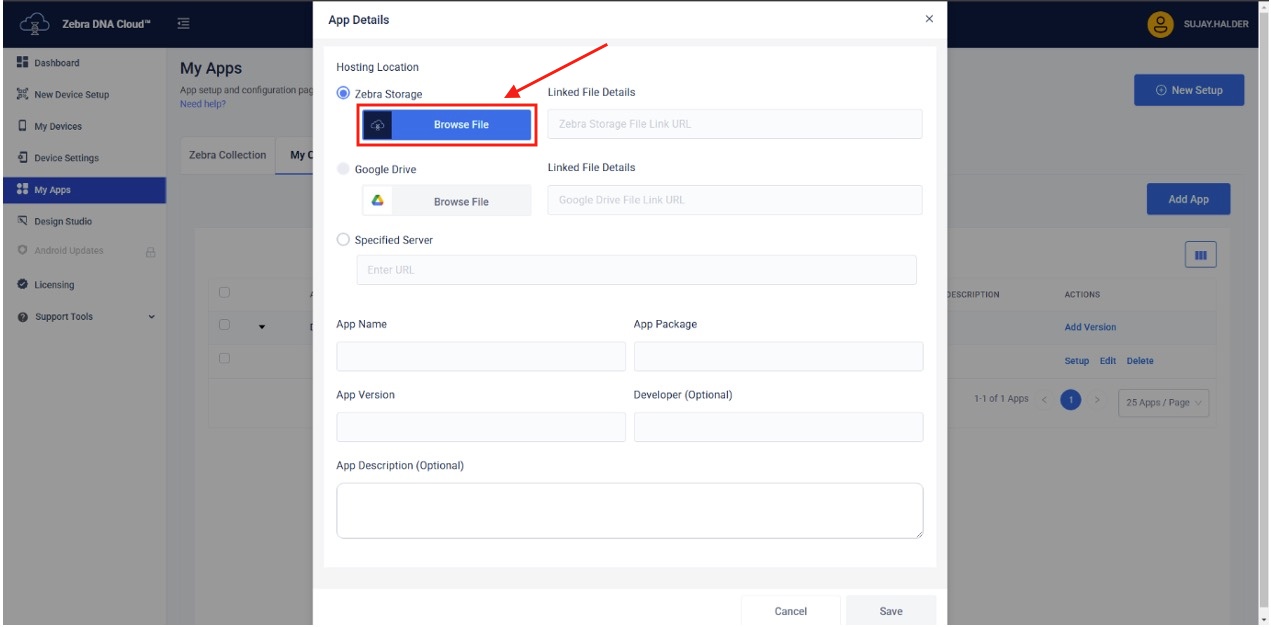 Zebra DNA Cloud™
SUJAY.HALDER
Dashboard
New Device Setup
My Devices
Device Settings
My Apps
Design Studio
Android Updates
Licensing
Support Tools
My Apps
App setup and configuration
Need help?
New Setup
Zebra Collection
My
Add App
DESCRIPTION
ACTIONS
Add Version
Setup Edit Delete
1-1 of 1 Apps
1
25 Apps / Page
App Details
Hosting Location
Zebra Storage
Linked File Details
Browse File
Zebra Storage File Link URL
Google Drive
Linked File Details
Browse File
Google Drive File Link URL
Specified Server
Enter URL
App Name
App Package
App Version
Developer (Optional)
App Description (Optional)
Cancel
Save